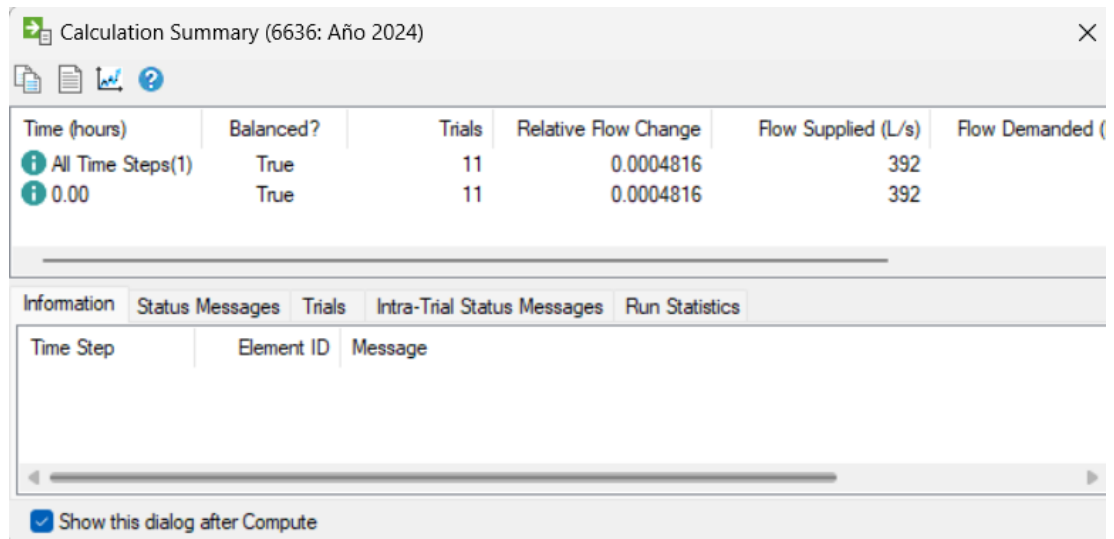 Calculation Summary (6636: Año 2024)
Time (hours) Balanced? Trials Relative Flow Change Flow Supplied (L/s) Flow Demanded (
All Time Steps(1) True 11 0.0004816 392
0.00 True 11 0.0004816 392
Information Status Messages Trials Intra-Trial Status Messages Run Statistics
Time Step Element ID Message
Show this dialog after Compute